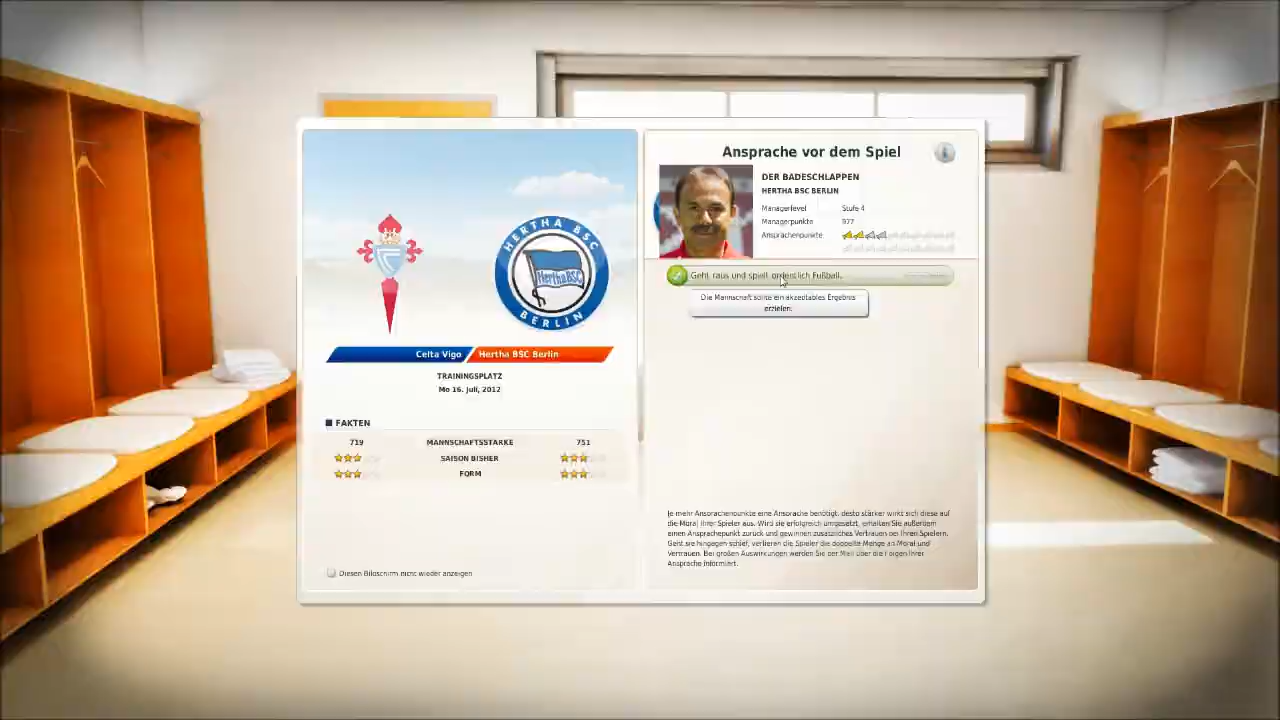 Ansprache vor dem Spiel
DER BADESCHLAPPEN
HERTHA BSC BERLIN
Managerlevel Stufe 4
Managerpunkte 977
Ansprachenpunkte
Geht raus und spielt ordentlich Fußball.
Die Mannschaft sollte ein akzeptables Ergebnis
erzielen.
HERTHA BSC
Hertha BSC
BERLIN
Celta Vigo Hertha BSC Berlin
TRAININGSPLATZ
Mo 16. Juli, 2012
FAKTEN
719 MANNSCHAFTSSTÄRKE 751
SAISON BISHER
FORM
Diesen Bildschirm nicht wieder anzeigen
Je mehr Ansprachenpunkte eine Ansprache benötigt, desto stärker wirkt sich diese auf
die Moral Ihrer Spieler aus. Wird sie erfolgreich umgesetzt, erhalten Sie außerdem
einen Ansprachepunkt zurück und gewinnen zusätzliches Vertrauen bei Ihren Spielern.
Geht sie hingegen schief, verlieren die Spieler die doppelte Menge an Moral und
Vertrauen. Bei großen Auswirkungen werden Sie per Mail über die Folgen Ihrer
Ansprache informiert.